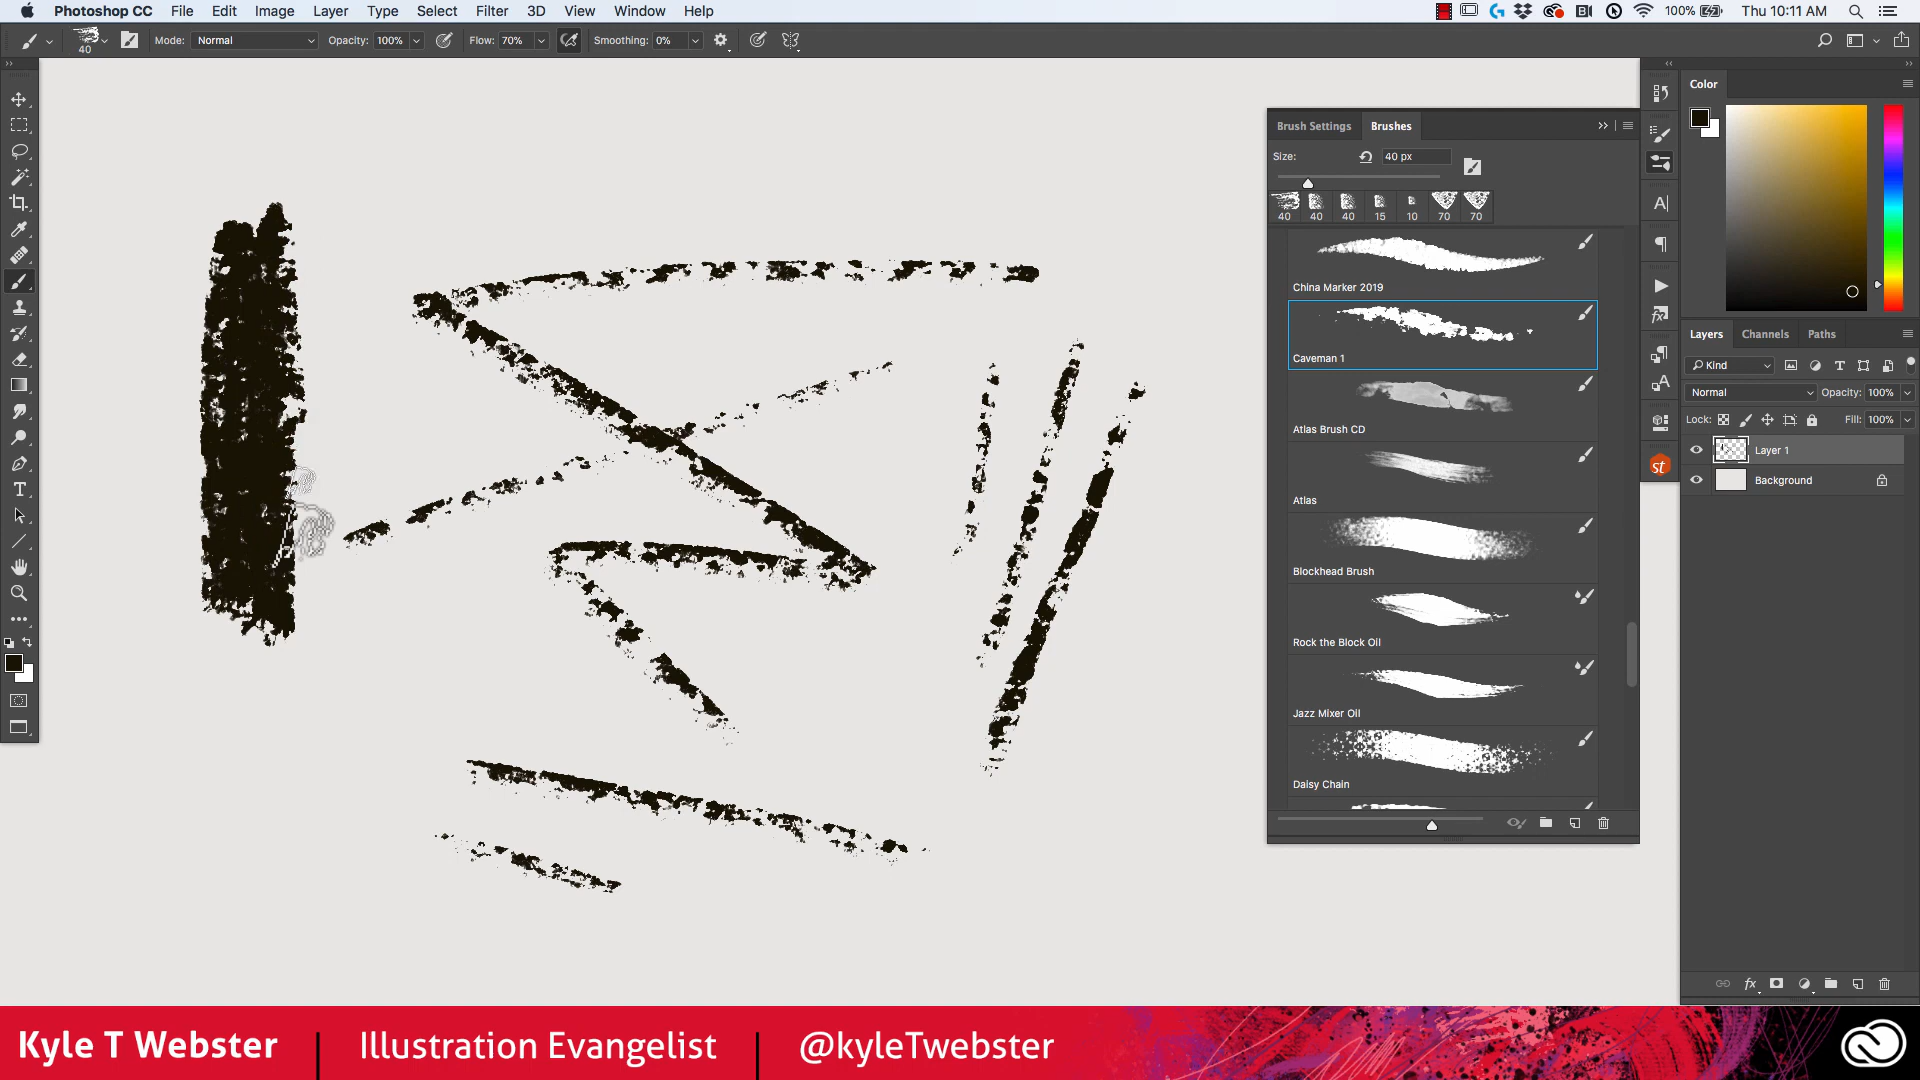 Photoshop CC File Edit Image Layer Type Select Filter 3D View Window Help 100% Thu 10:11 AM
40 Mode: Normal Opacity: 100% Flow: 70% Smoothing: 0%
Brush Settings Brushes
Size: 40 px
40 40 40 15 10 70 70
China Marker 2019
Caveman 1
Atlas Brush CD
Atlas
Blockhead Brush
Rock the Block Oil
Jazz Mixer Oil
Daisy Chain
Color
Layers Channels Paths
Kind
Normal Opacity: 100%
Lock: Fill: 100%
Layer 1
Background
st
fx
Kyle T Webster | Illustration Evangelist | @kyleTwebster